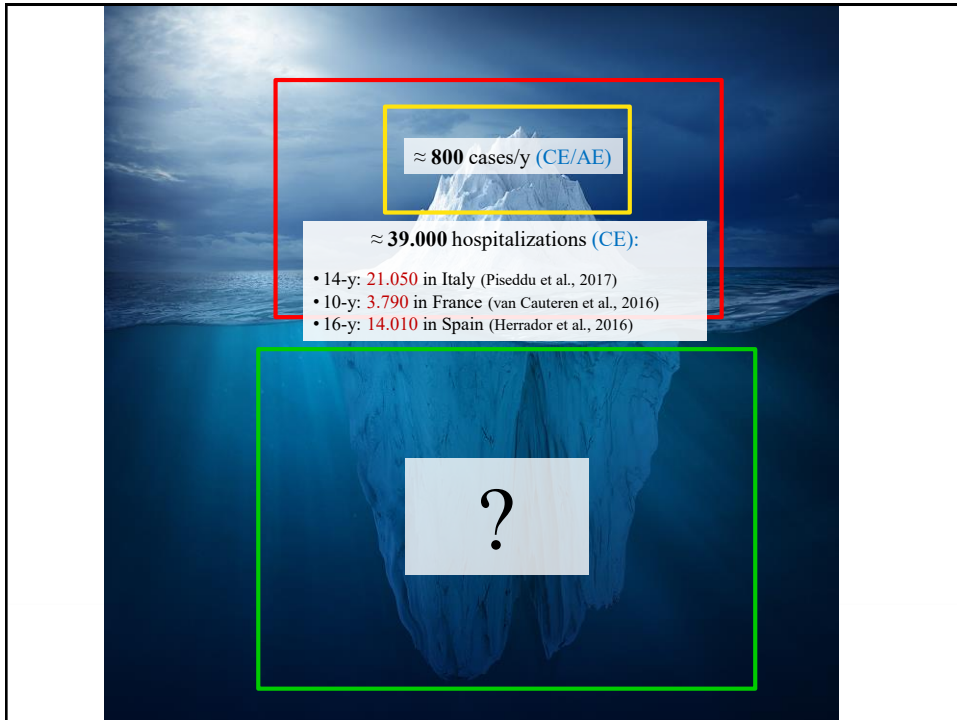 ≈ 800 cases/y (CE/AE)
≈ 39.000 hospitalizations (CE):
• 14-y: 21.050 in Italy (Piseddu et al., 2017)
• 10-y: 3.790 in France (van Cauteren et al., 2016)
• 16-y: 14.010 in Spain (Herrador et al., 2016)
?